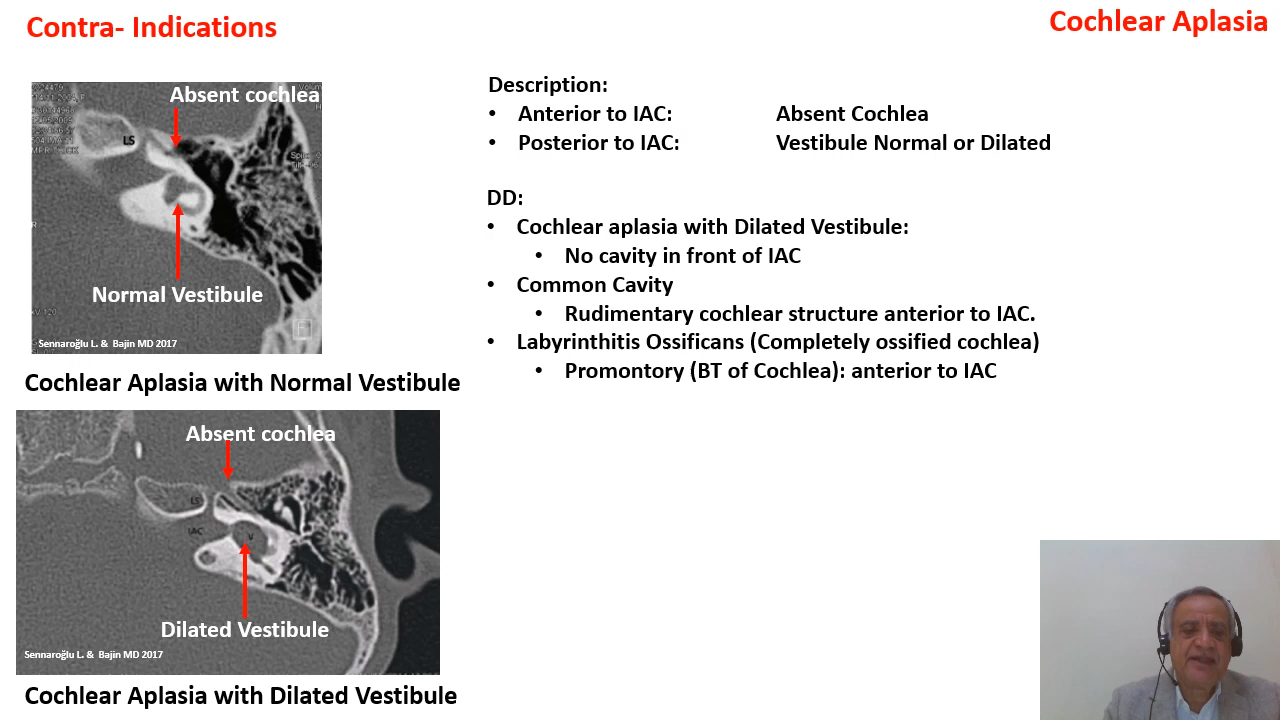 Contra- Indications
Cochlear Aplasia
Absent cochlea
LS
Normal Vestibule
Sennaroğlu L. & Bajin MD 2017
Cochlear Aplasia with Normal Vestibule
Absent cochlea
LS
IAC
V
Dilated Vestibule
Sennaroğlu L. & Bajin MD 2017
Cochlear Aplasia with Dilated Vestibule
Description:
• Anterior to IAC: Absent Cochlea
• Posterior to IAC: Vestibule Normal or Dilated
DD:
• Cochlear aplasia with Dilated Vestibule:
• No cavity in front of IAC
• Common Cavity
• Rudimentary cochlear structure anterior to IAC.
• Labyrinthitis Ossificans (Completely ossified cochlea)
• Promontory (BT of Cochlea): anterior to IAC